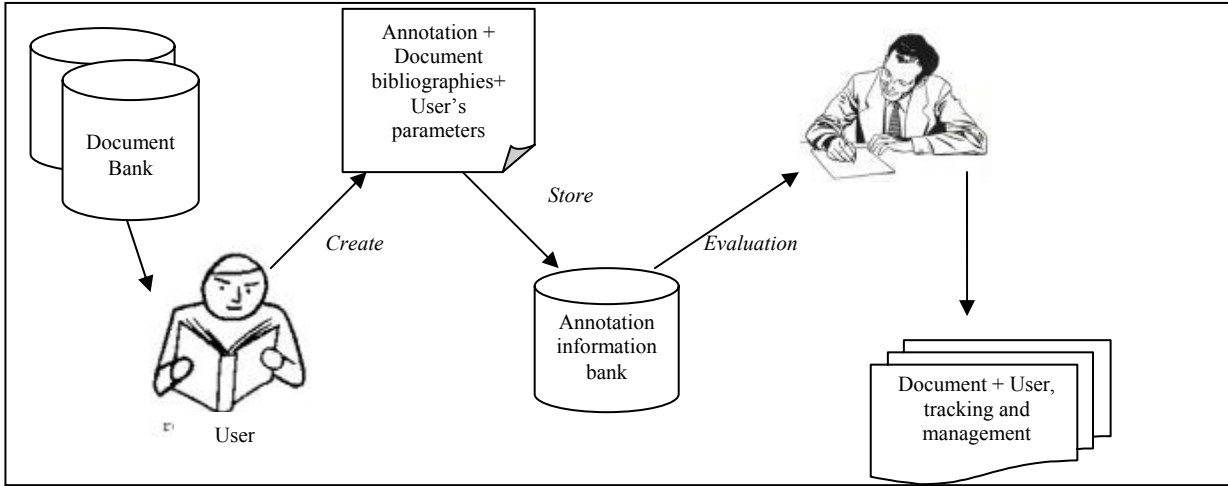 Document
Bank
Annotation +
Document
bibliographies+
User's
parameters
Create
Store
Evaluation
Annotation
information
bank
User
Document + User,
tracking and
management